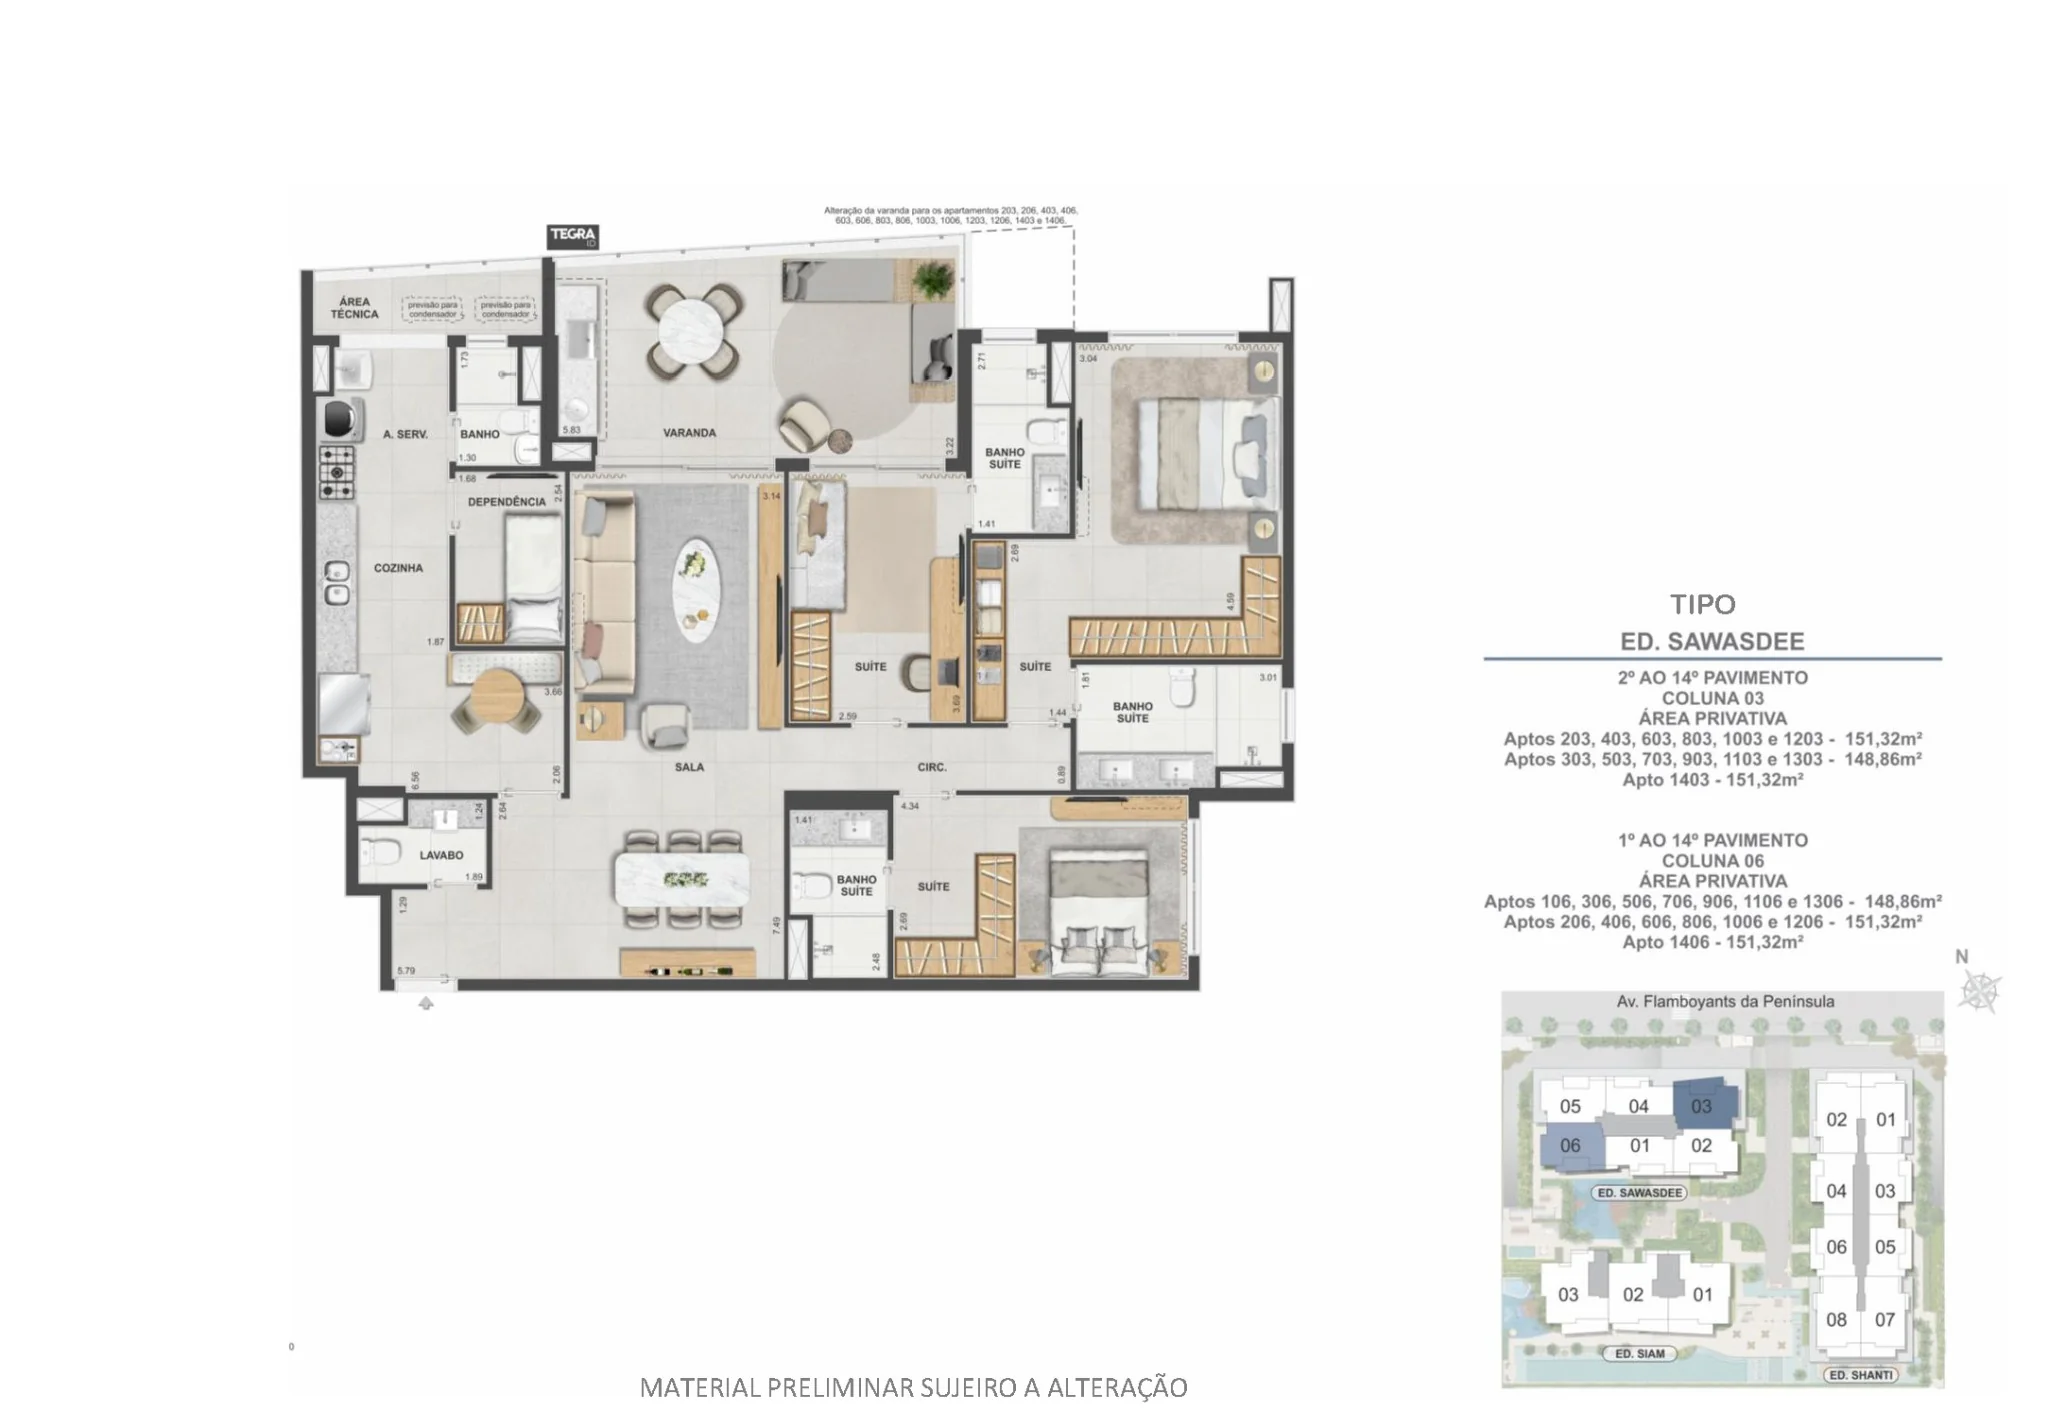 Alteração da varanda para os apartamentos 203, 206, 403, 406,
603, 606, 803, 806, 1003, 1006, 1203, 1206, 1403 e 1406.
TEGRA
ID
ÁREA
TÉCNICA
previsão para
condensador
previsão para
condensador
1.73
A. SERV.
BANHO
1.30
5.83
VARANDA
3.22
2.71
BANHO
SUÍTE
1.41
3.04
1.68
DEPENDÊNCIA
2.54
3.14
COZINHA
1.87
3.66
2.69
4.59
SUÍTE
2.59
3.69
SUÍTE
1.44
1.81
BANHO
SUÍTE
3.01
6.56
2.06
SALA
CIRC.
0.89
1.24
2.64
LAVABO
1.89
1.29
5.79
7.49
1.41
BANHO
SUÍTE
2.48
4.34
SUÍTE
2.69
TIPO
ED. SAWASDEE
2º AO 14º PAVIMENTO
COLUNA 03
ÁREA PRIVATIVA
Aptos 203, 403, 603, 803, 1003 e 1203 - 151,32m²
Aptos 303, 503, 703, 903, 1103 e 1303 - 148,86m²
Apto 1403 - 151,32m²
1º AO 14º PAVIMENTO
COLUNA 06
ÁREA PRIVATIVA
Aptos 106, 306, 506, 706, 906, 1106 e 1306 - 148,86m²
Aptos 206, 406, 606, 806, 1006 e 1206 - 151,32m²
Apto 1406 - 151,32m²
N
Av. Flamboyants da Península
05
04
03
06
01
02
ED. SAWASDEE
02
01
04
03
06
05
08
07
ED. SHANTI
03
02
01
ED. SIAM
0
MATERIAL PRELIMINAR SUJEIRO A ALTERAÇÃO